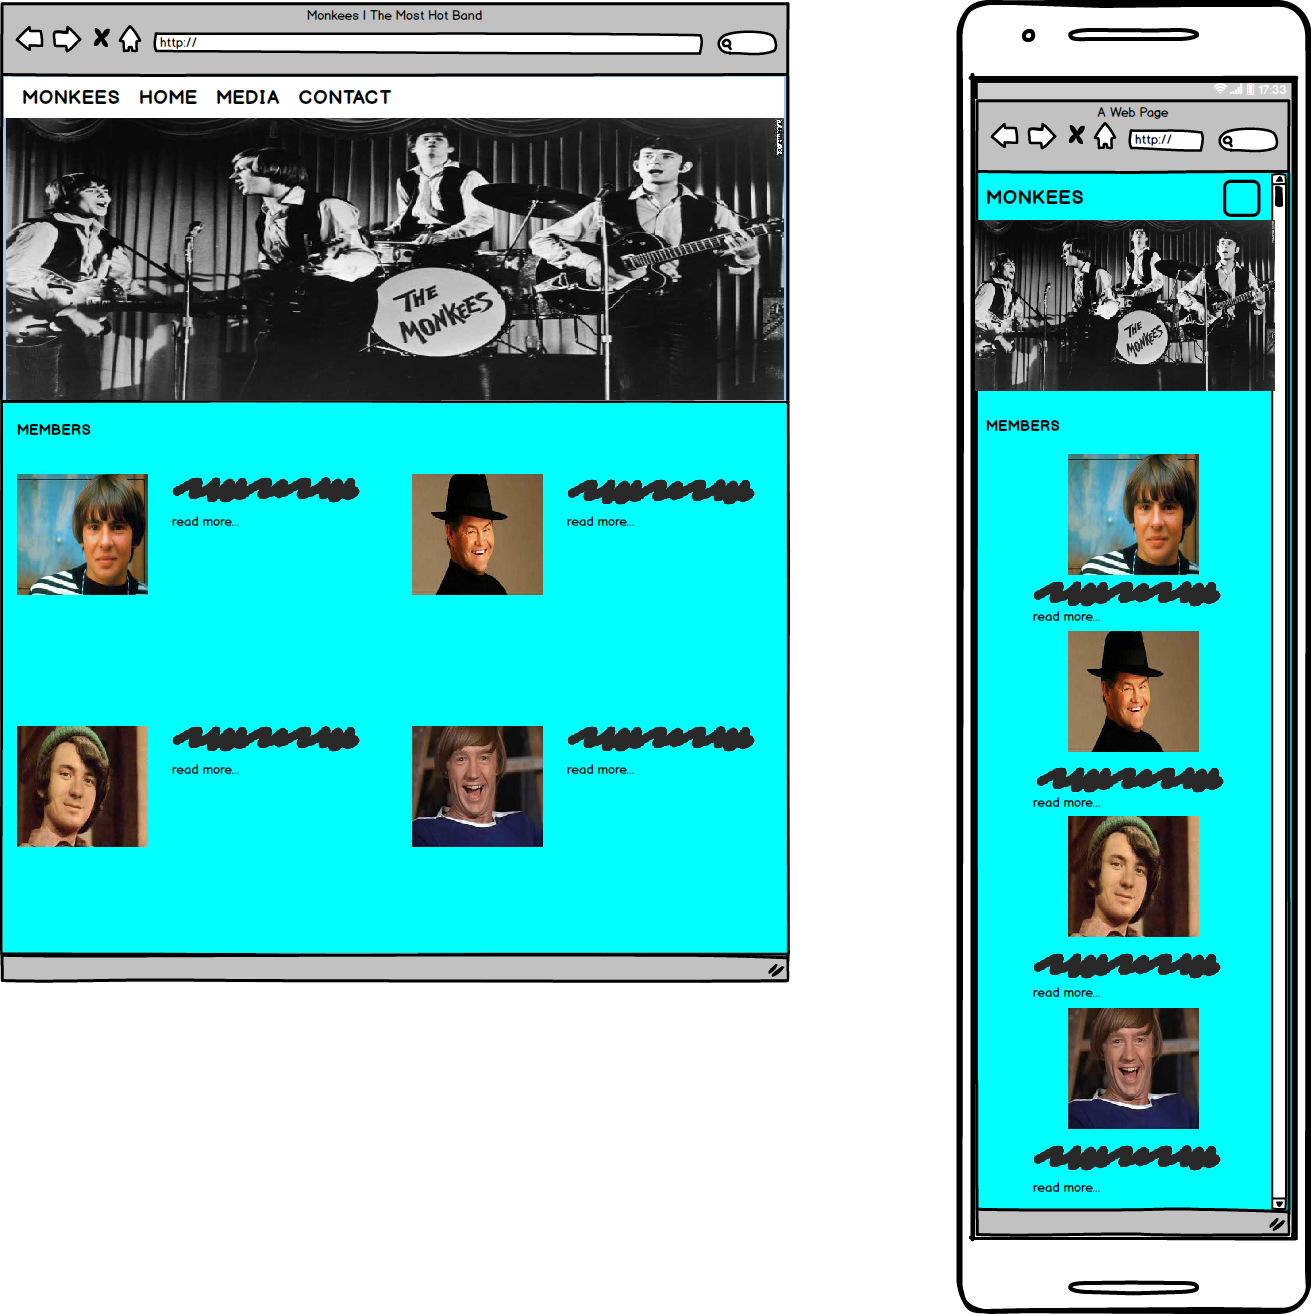 Monkees | The Most Hot Band
http://
MONKEES HOME MEDIA CONTACT
THE
MONKEES
MEMBERS
read more...
read more...
read more...
read more...
17:33
A Web Page
http://
MONKEES
THE
MONKEES
MEMBERS
read more...
read more...
read more...
read more...